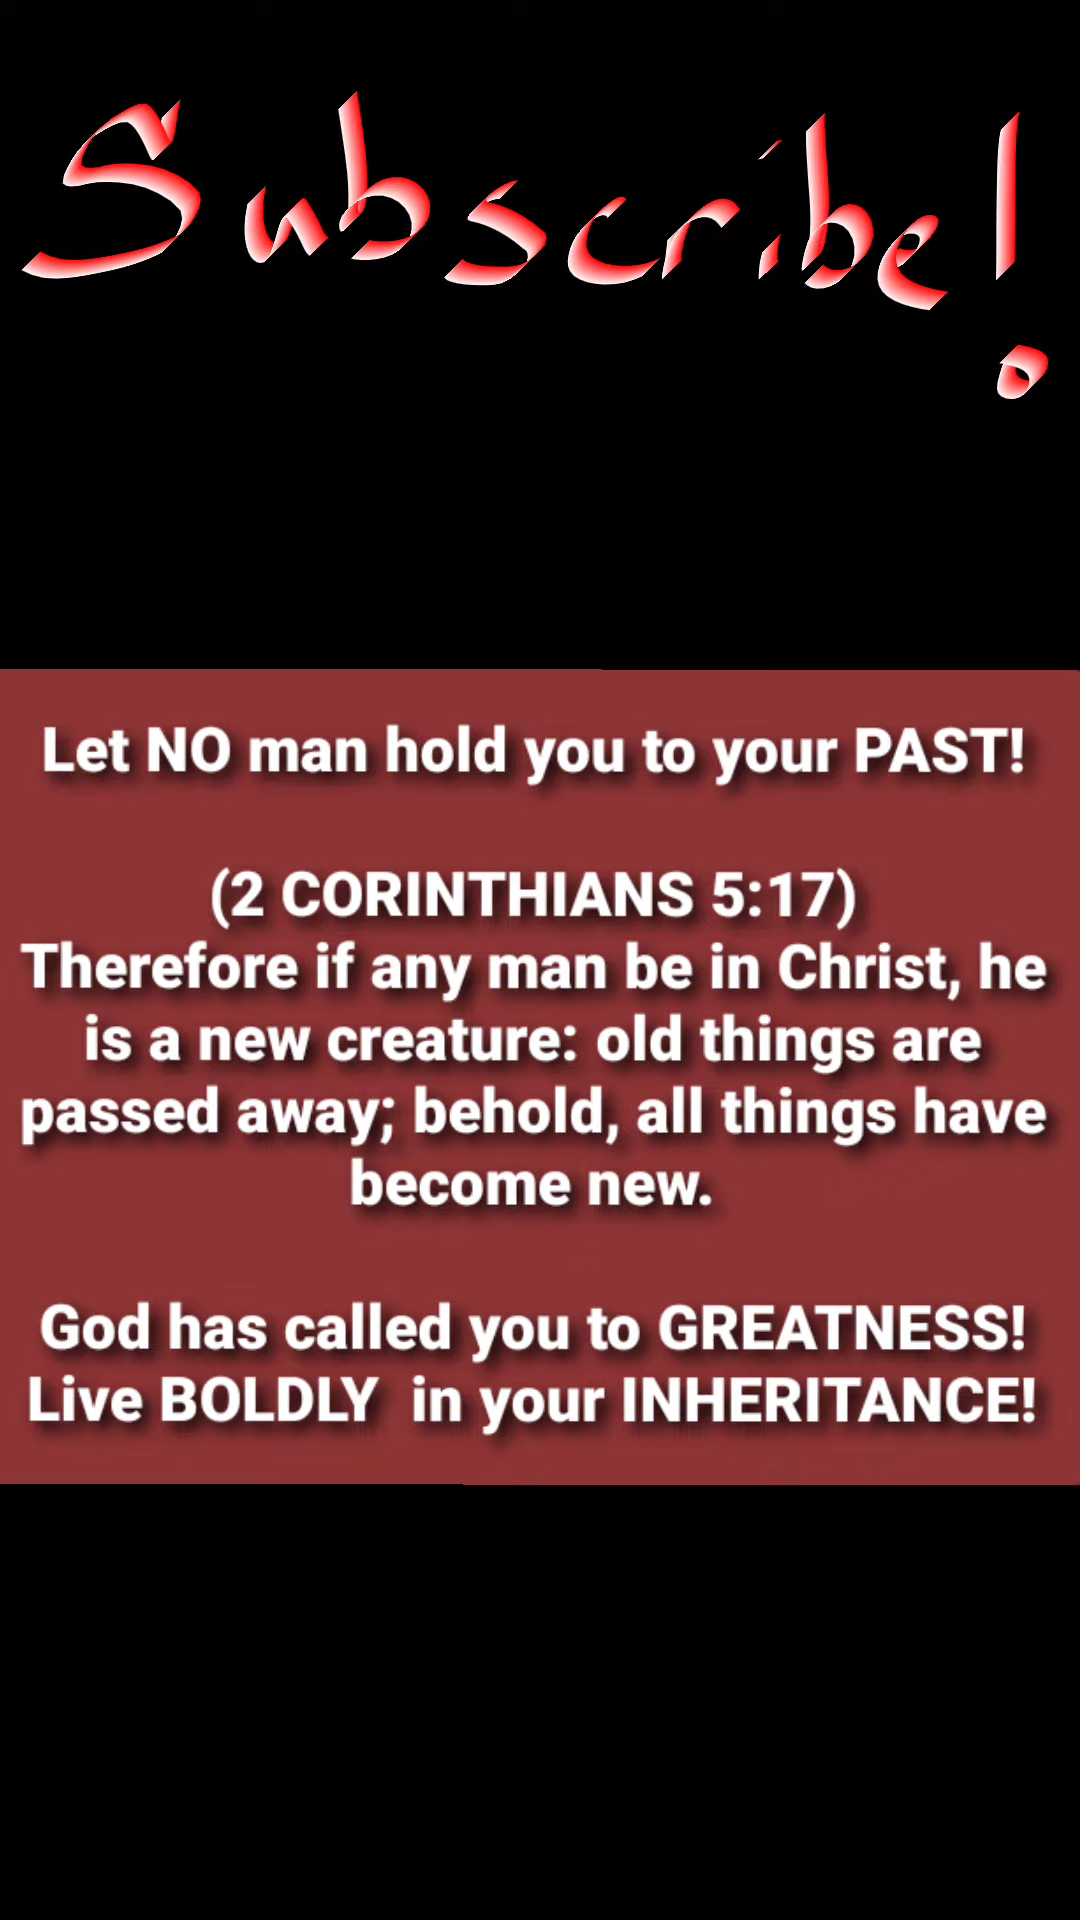 Subscribe!
Let NO man hold you to your PAST!
(2 CORINTHIANS 5:17)
Therefore if any man be in Christ, he
is a new creature: old things are
passed away; behold, all things have
become new.
God has called you to GREATNESS!
Live BOLDLY  in your INHERITANCE!